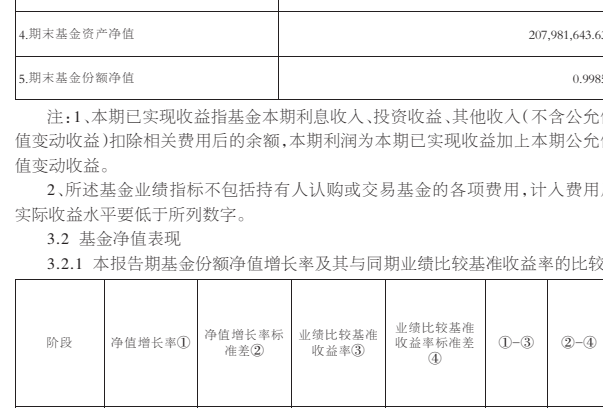 4.期末基金资产净值 207,981,643.63
5.期末基金份额净值 0.9985
注:1、本期已实现收益指基金本期利息收入、投资收益、其他收入(不含公允
值变动收益)扣除相关费用后的余额,本期利润为本期已实现收益加上本期公允
值变动收益。
2、所述基金业绩指标不包括持有人认购或交易基金的各项费用,计入费用
实际收益水平要低于所列数字。
3.2 基金净值表现
3.2.1 本报告期基金份额净值增长率及其与同期业绩比较基准收益率的比较
阶段 净值增长率① 净值增长率标准差② 业绩比较基准收益率③ 业绩比较基准收益率标准差④ ①-③ ②-④